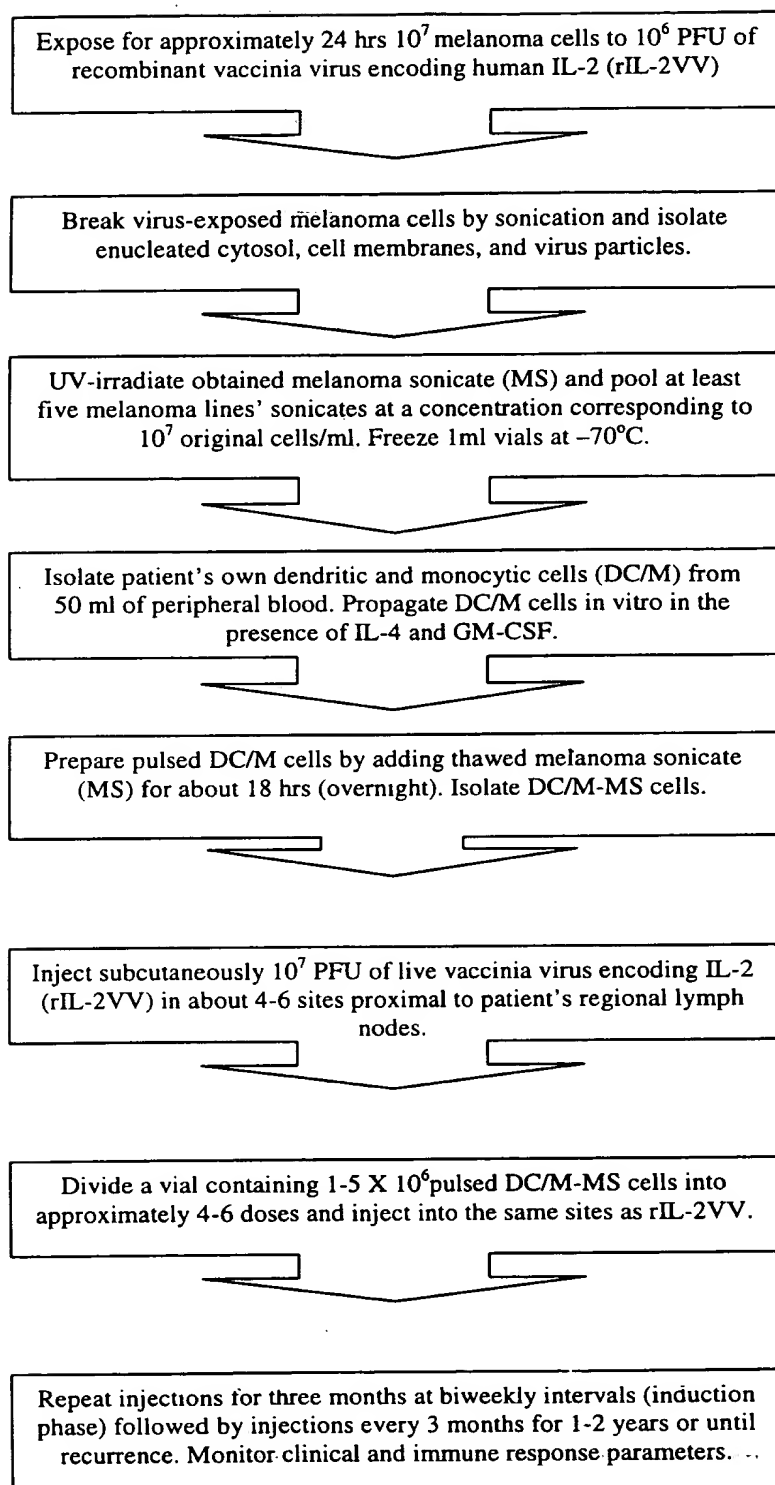 Expose for approximately 24 hrs 10⁷ melanoma cells to 10⁶ PFU of
recombinant vaccinia virus encoding human IL-2 (rIL-2VV)
Break virus-exposed melanoma cells by sonication and isolate
enucleated cytosol, cell membranes, and virus particles.
UV-irradiate obtained melanoma sonicate (MS) and pool at least
five melanoma lines' sonicates at a concentration corresponding to
10⁷ original cells/ml. Freeze 1ml vials at –70°C.
Isolate patient's own dendritic and monocytic cells (DC/M) from
50 ml of peripheral blood. Propagate DC/M cells in vitro in the
presence of IL-4 and GM-CSF.
Prepare pulsed DC/M cells by adding thawed melanoma sonicate
(MS) for about 18 hrs (overnight). Isolate DC/M-MS cells.
Inject subcutaneously 10⁷ PFU of live vaccinia virus encoding IL-2
(rIL-2VV) in about 4-6 sites proximal to patient's regional lymph
nodes.
Divide a vial containing 1-5 X 10⁶pulsed DC/M-MS cells into
approximately 4-6 doses and inject into the same sites as rIL-2VV.
Repeat injections for three months at biweekly intervals (induction
phase) followed by injections every 3 months for 1-2 years or until
recurrence. Monitor clinical and immune response parameters.